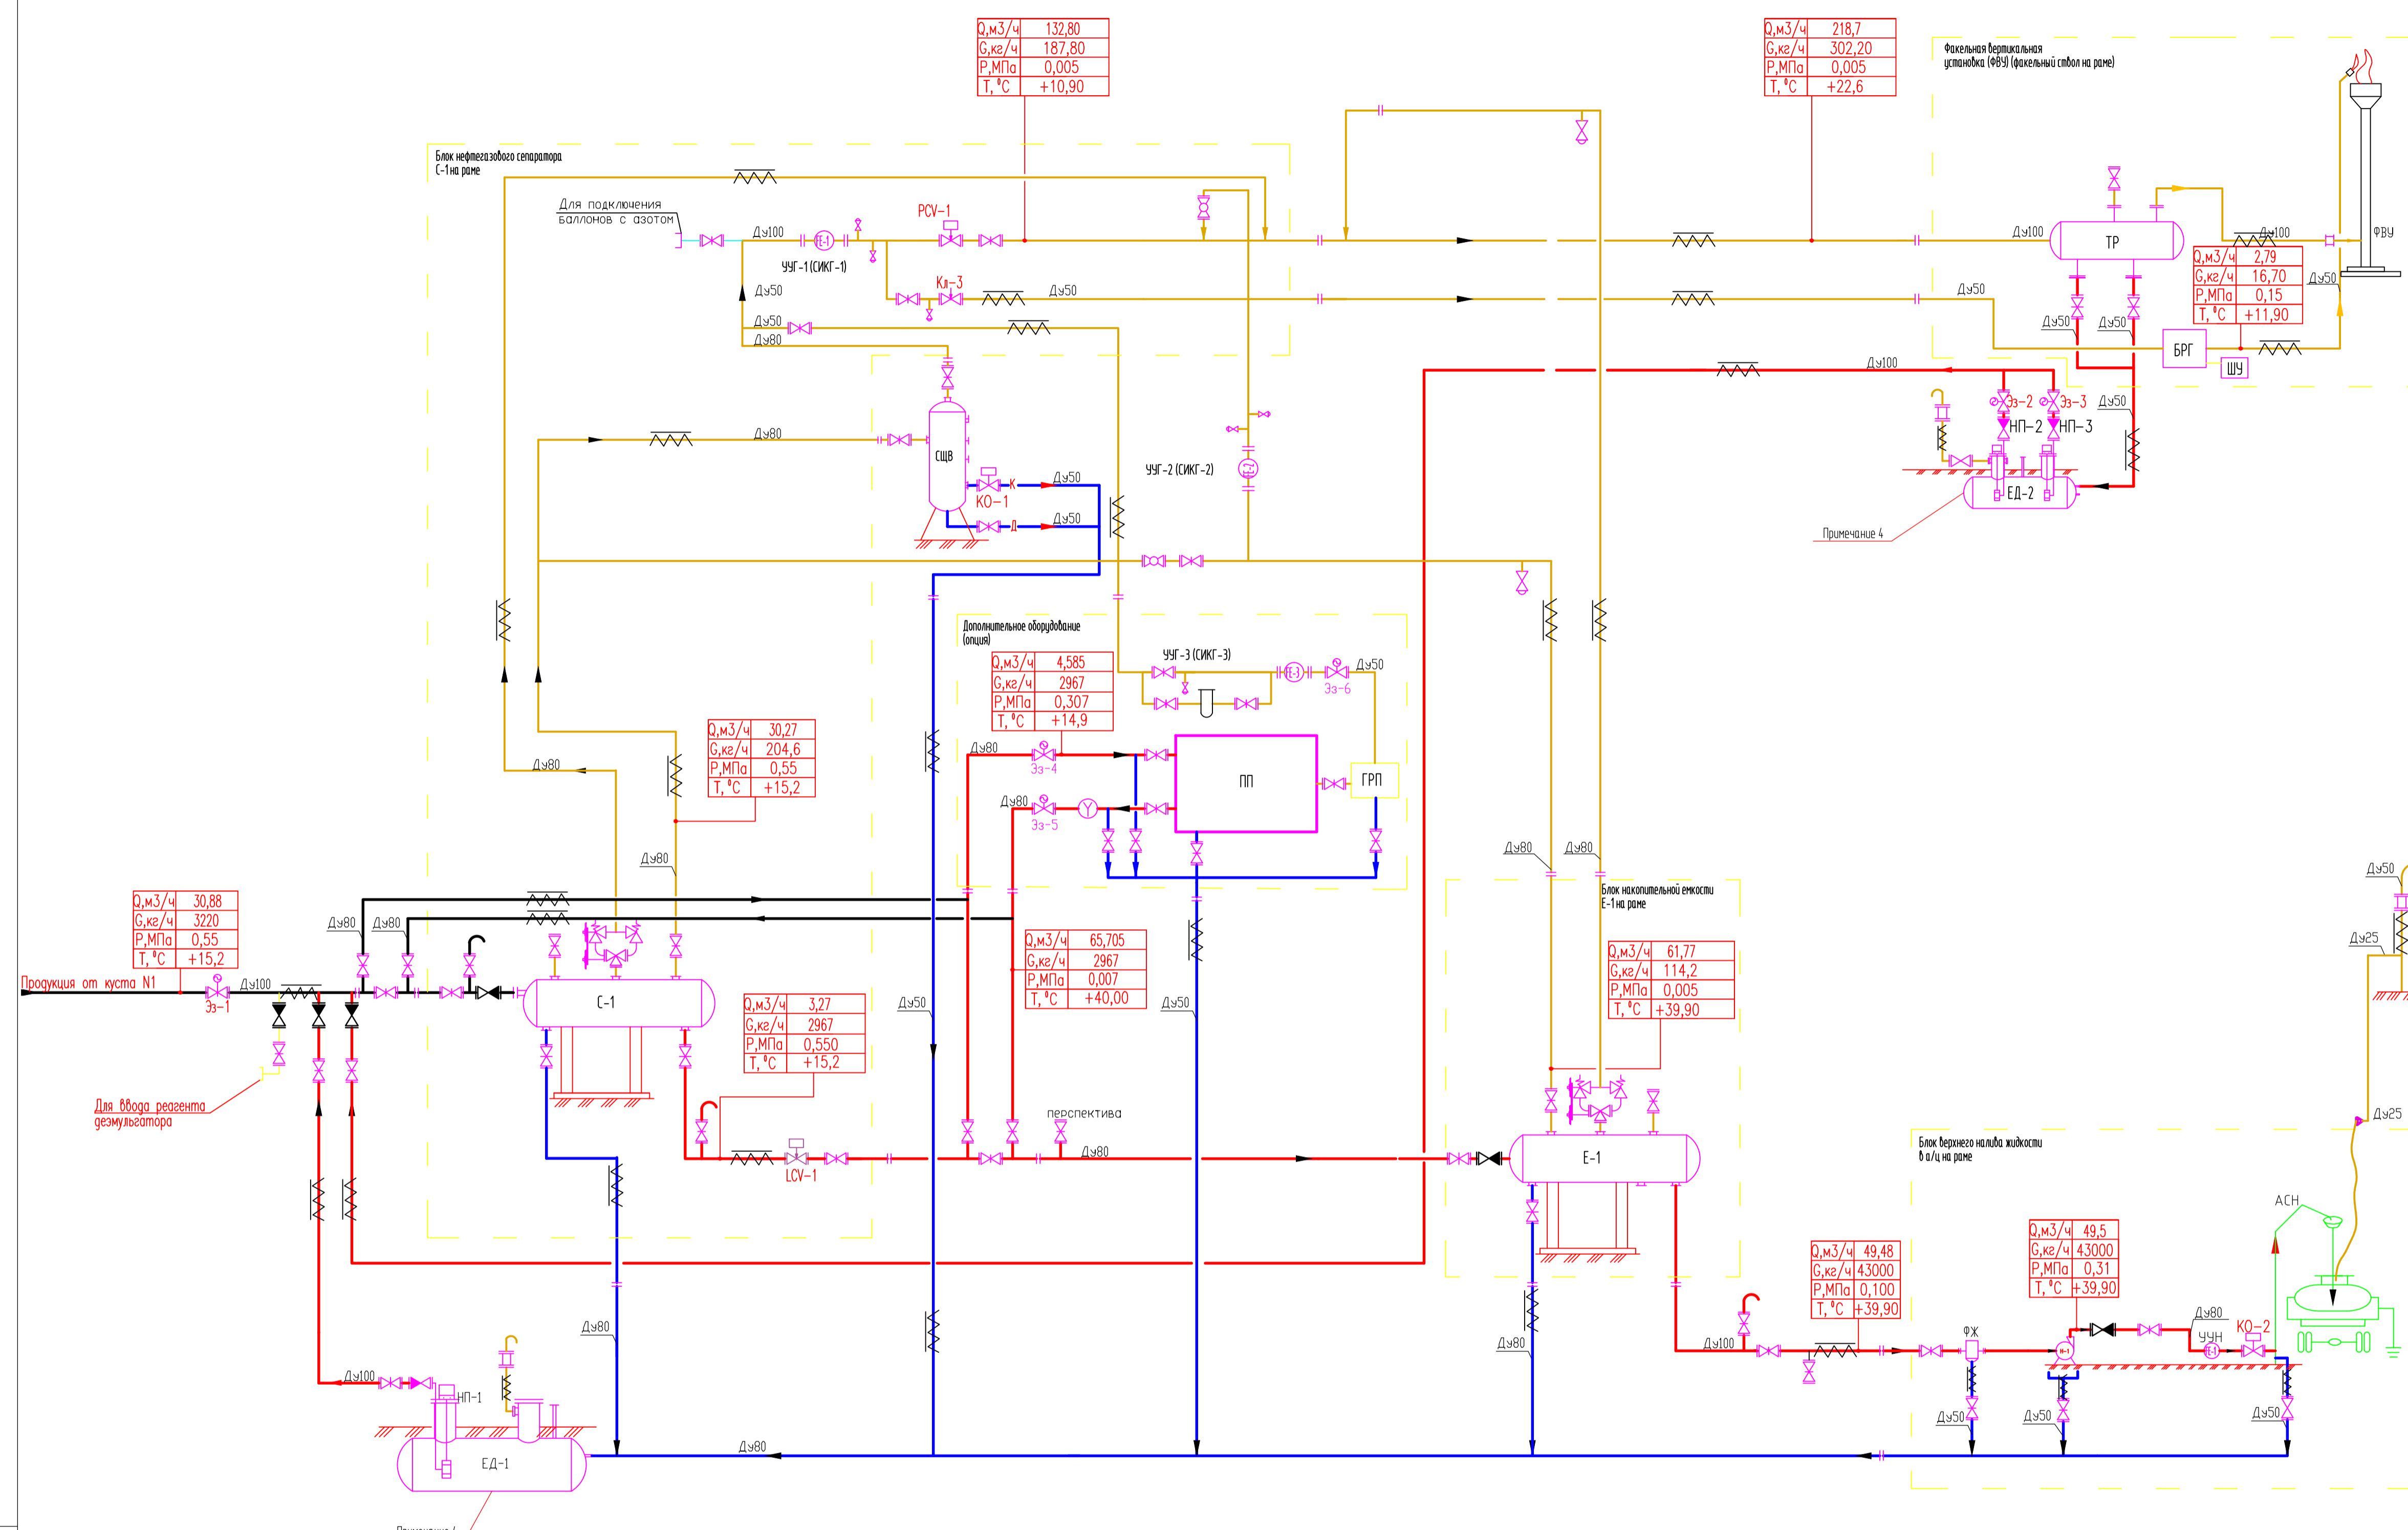 Q,м3/ч 132,80
G,кг/ч 187,80
P,МПа 0,005
T, °C +10,90
Q,м3/ч 218,7
G,кг/ч 302,20
P,МПа 0,005
T, °C +22,6
Факельная вертикальная
установка (ФВУ) (факельный ствол на раме)
Блок нефтегазового сепаратора
С-1 на раме
Для подключения
баллонов с азотом
PCV-1
Ду100
Е-1
УУГ-1 (СИКГ-1)
Кл-3
Ду50
Ду50
Ду50
Ду80
Ду100
ТР
Ду100
ФВУ
Q,м3/ч 2,79
G,кг/ч 16,70
P,МПа 0,15
T, °C +11,90
Ду50
Ду50
Ду50
Ду50
БРГ
ШУ
Ду100
Эз-2
Эз-3
Ду50
НП-2
НП-3
ЕД-2
Примечание 4
Ду80
СЩВ
УУГ-2 (СИКГ-2)
Е-2
К
Ду50
КО-1
Д
Ду50
Дополнительное оборудование
(опция)
Q,м3/ч 4,585
G,кг/ч 2967
P,МПа 0,307
T, °C +14,9
УУГ-3 (СИКГ-3)
Е-3
Ду50
Эз-6
Ду80
Эз-4
ПП
ГРП
Ду80
Эз-5
Q,м3/ч 30,27
G,кг/ч 204,6
P,МПа 0,55
T, °C +15,2
Ду80
Ду80
Ду80
Ду80
Блок накопительной емкости
Е-1 на раме
Ду50
Q,м3/ч 30,88
G,кг/ч 3220
P,МПа 0,55
T, °C +15,2
Ду80
Ду80
Продукция от куста N1
Эз-1
Ду100
С-1
Q,м3/ч 65,705
G,кг/ч 2967
P,МПа 0,007
T, °C +40,00
Q,м3/ч 61,77
G,кг/ч 114,2
P,МПа 0,005
T, °C +39,90
Ду25
Q,м3/ч 3,27
G,кг/ч 2967
P,МПа 0,550
T, °C +15,2
Ду50
Ду50
Для ввода реагента
деэмульгатора
перспектива
Ду80
LCV-1
Е-1
Ду25
Блок верхнего налива жидкости
в а/ц на раме
АСН
Q,м3/ч 49,48
G,кг/ч 43000
P,МПа 0,100
T, °C +39,90
Q,м3/ч 49,5
G,кг/ч 43000
P,МПа 0,31
T, °C +39,90
Ду80
Ду80
Ду100
ФЖ
Н-1
Ду80
УУН
Е-1
КО-2
Ду100
НП-1
Ду50
Ду50
Ду50
Ду80
ЕД-1